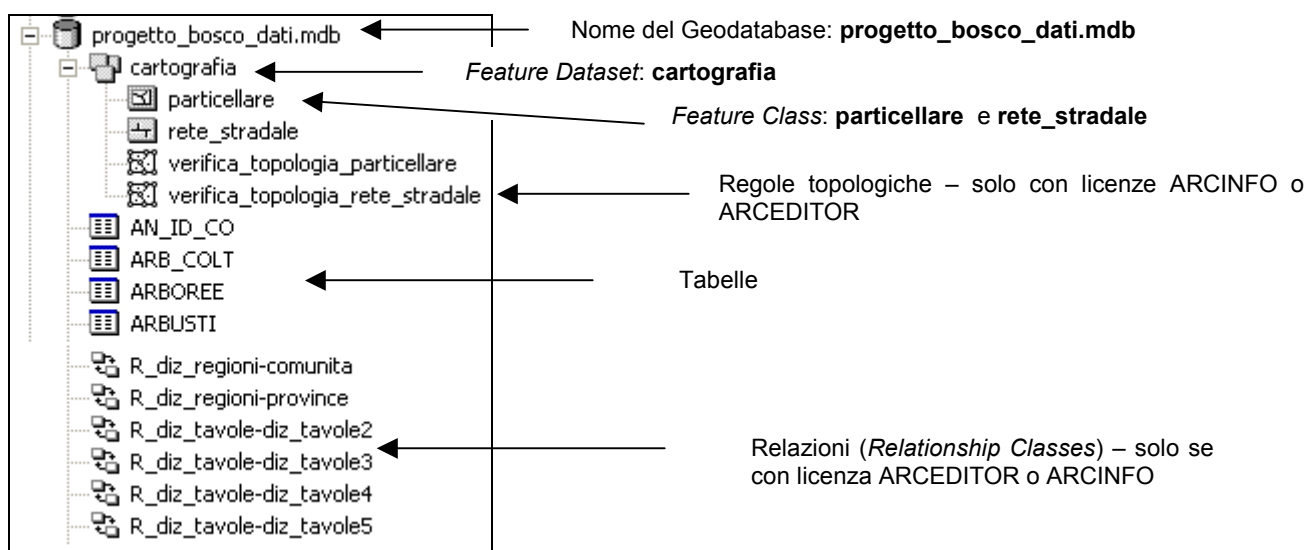 progetto_bosco_dati.mdb
Nome del Geodatabase: progetto_bosco_dati.mdb
cartografia
Feature Dataset: cartografia
particellare
Feature Class: particellare e rete_stradale
rete_stradale
verifica_topologia_particellare
verifica_topologia_rete_stradale
Regole topologiche – solo con licenze ARCINFO o
ARCEDITOR
AN_ID_CO
ARB_COLT
ARBOREE
Tabelle
ARBUSTI
R_diz_regioni-comunita
R_diz_regioni-province
R_diz_tavole-diz_tavole2
R_diz_tavole-diz_tavole3
R_diz_tavole-diz_tavole4
R_diz_tavole-diz_tavole5
Relazioni (Relationship Classes) – solo se
con licenza ARCEDITOR o ARCINFO